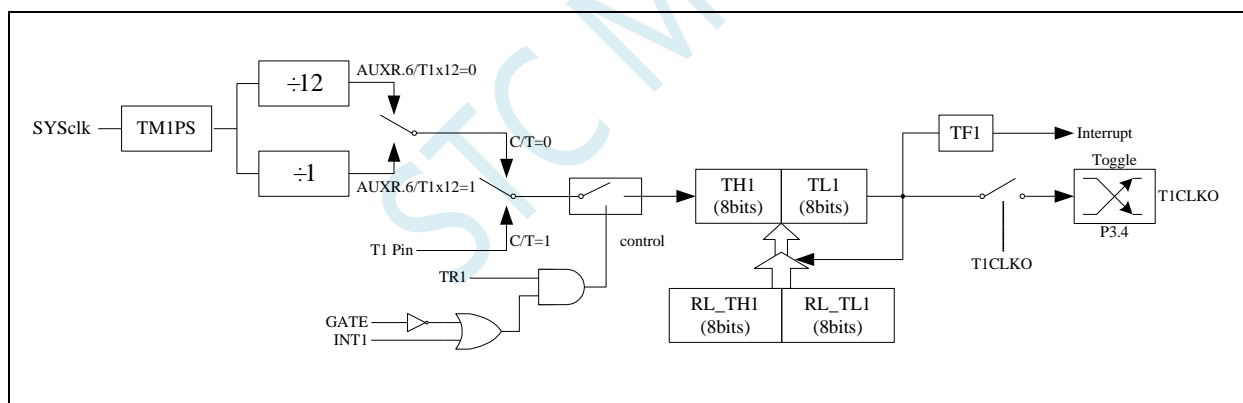 STC M
AUXR.6/T1x12=0
÷12
SYSclk
TM1PS
÷1
AUXR.6/T1x12=1
C/T=0
C/T=1
T1 Pin
control
TR1
GATE
INT1
TH1
(8bits)
TL1
(8bits)
RL_TH1
(8bits)
RL_TL1
(8bits)
TF1
Interrupt
Toggle
T1CLKO
P3.4
T1CLKO